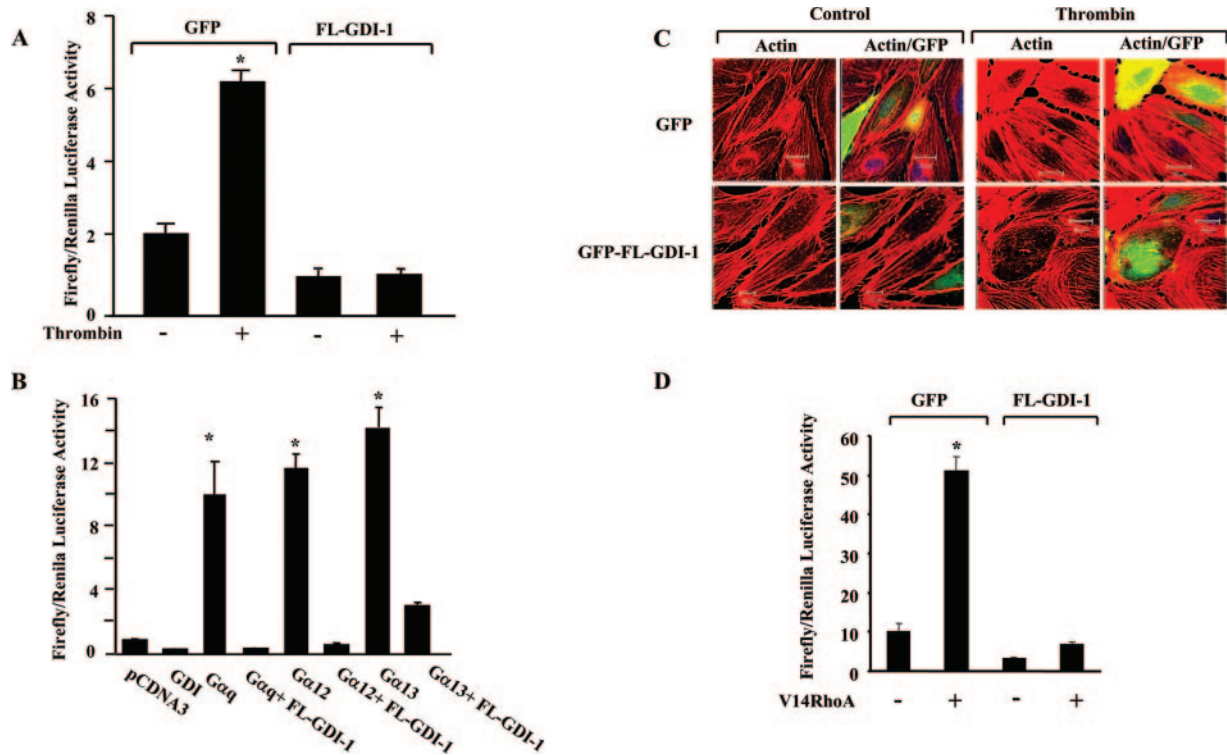 A
GFP
FL-GDI-1
Firefly/Renilla Luciferase Activity
8
6
4
2
0
*
Thrombin
-
+
-
+
B
Firefly/Renila Luciferase Activity
16
12
8
4
0
*
*
*
pCDNA3
GDI
Gαq
Gαq+ FL-GDI-1
Gα12
Gα12+ FL-GDI-1
Gα13
Gα13+ FL-GDI-1
C
Control
Thrombin
Actin
Actin/GFP
Actin
Actin/GFP
GFP
GFP-FL-GDI-1
D
GFP
FL-GDI-1
Firefly/Renilla Luciferase Activity
60
50
40
30
20
10
0
*
V14RhoA
-
+
-
+